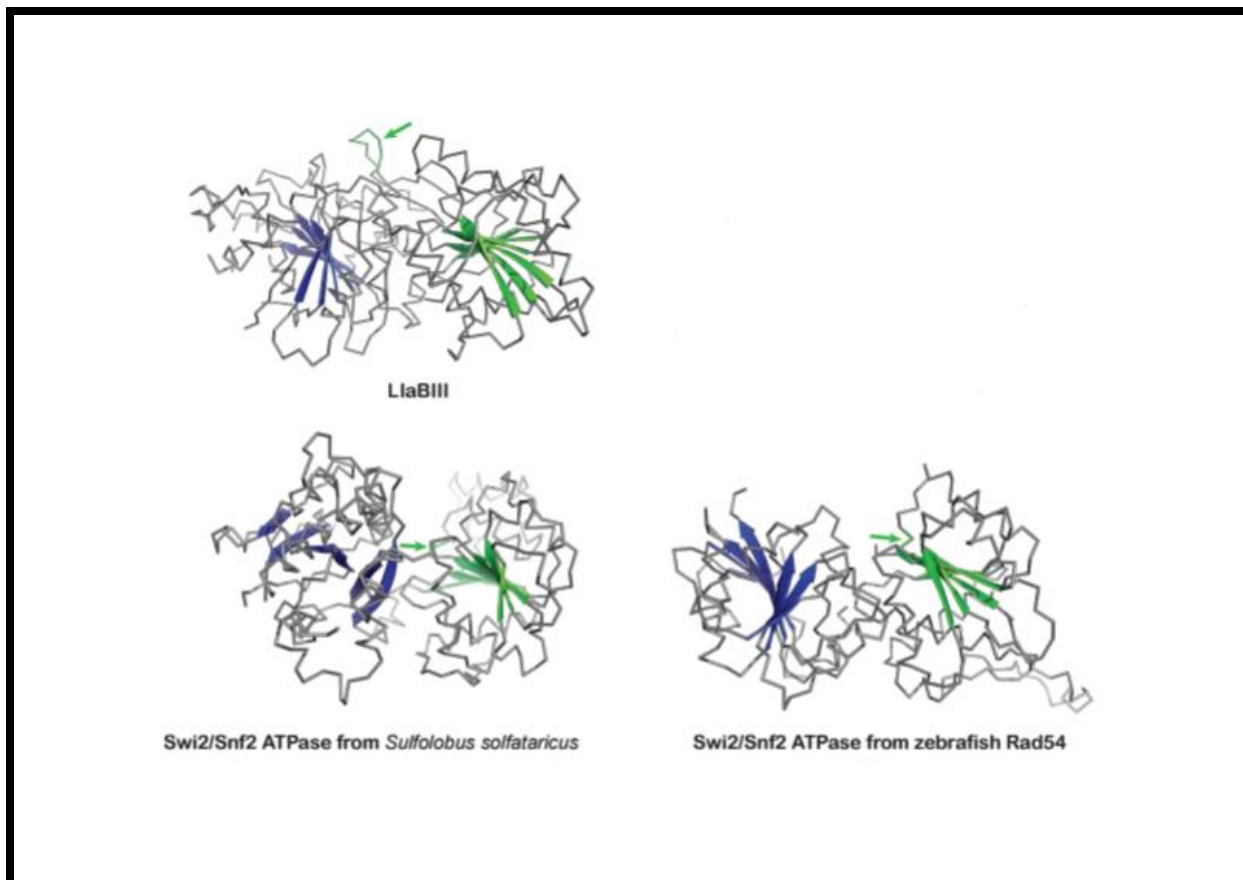 LlaBIII
Swi2/Snf2 ATPase from Sulfolobus solfataricus
Swi2/Snf2 ATPase from zebrafish Rad54